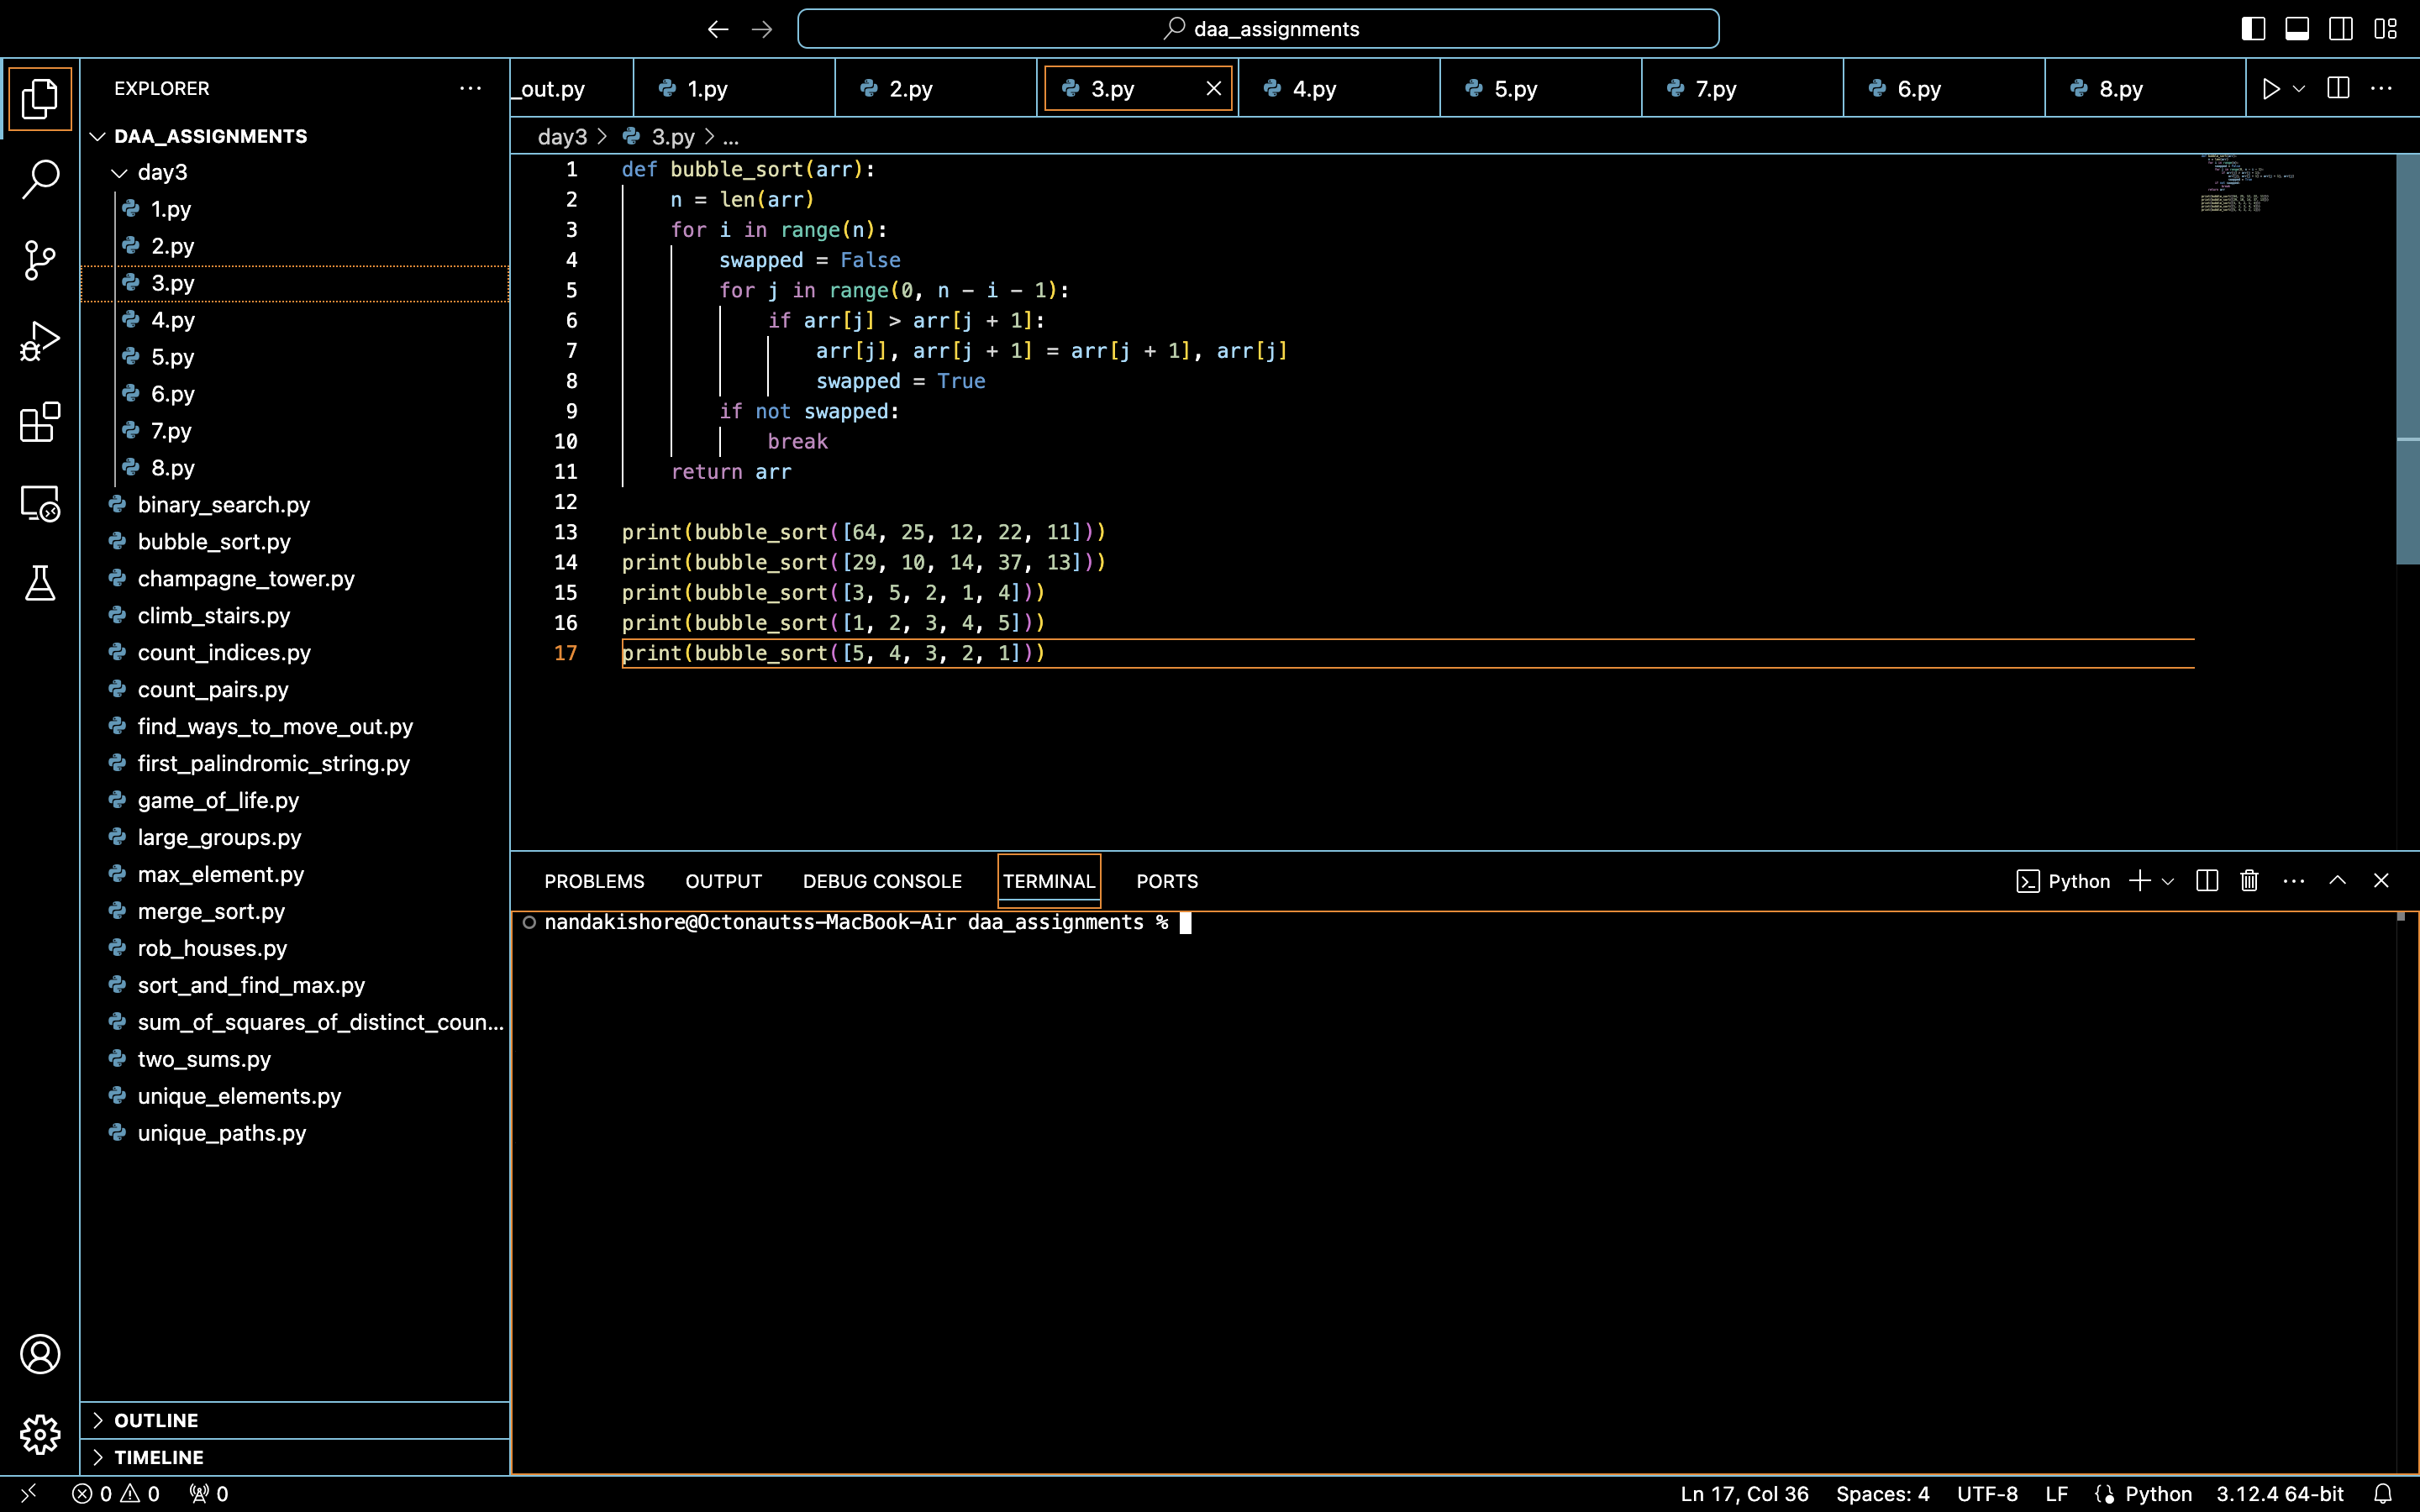 daa_assignments
EXPLORER
DAA_ASSIGNMENTS
day3
1.py
2.py
3.py
4.py
5.py
6.py
7.py
8.py
binary_search.py
bubble_sort.py
champagne_tower.py
climb_stairs.py
count_indices.py
count_pairs.py
find_ways_to_move_out.py
first_palindromic_string.py
game_of_life.py
large_groups.py
max_element.py
merge_sort.py
rob_houses.py
sort_and_find_max.py
sum_of_squares_of_distinct_coun...
two_sums.py
unique_elements.py
unique_paths.py
OUTLINE
TIMELINE
_out.py 1.py 2.py 3.py 4.py 5.py 7.py 6.py 8.py
day3 > 3.py > ...
1 def bubble_sort(arr):
2     n = len(arr)
3     for i in range(n):
4         swapped = False
5         for j in range(0, n - i - 1):
6             if arr[j] > arr[j + 1]:
7                 arr[j], arr[j + 1] = arr[j + 1], arr[j]
8                 swapped = True
9         if not swapped:
10             break
11     return arr
12
13 print(bubble_sort([64, 25, 12, 22, 11]))
14 print(bubble_sort([29, 10, 14, 37, 13]))
15 print(bubble_sort([3, 5, 2, 1, 4]))
16 print(bubble_sort([1, 2, 3, 4, 5]))
17 print(bubble_sort([5, 4, 3, 2, 1]))
PROBLEMS OUTPUT DEBUG CONSOLE TERMINAL PORTS Python
nandakishore@Octonautss-MacBook-Air daa_assignments %
0 0 0 Ln 17, Col 36 Spaces: 4 UTF-8 LF Python 3.12.4 64-bit